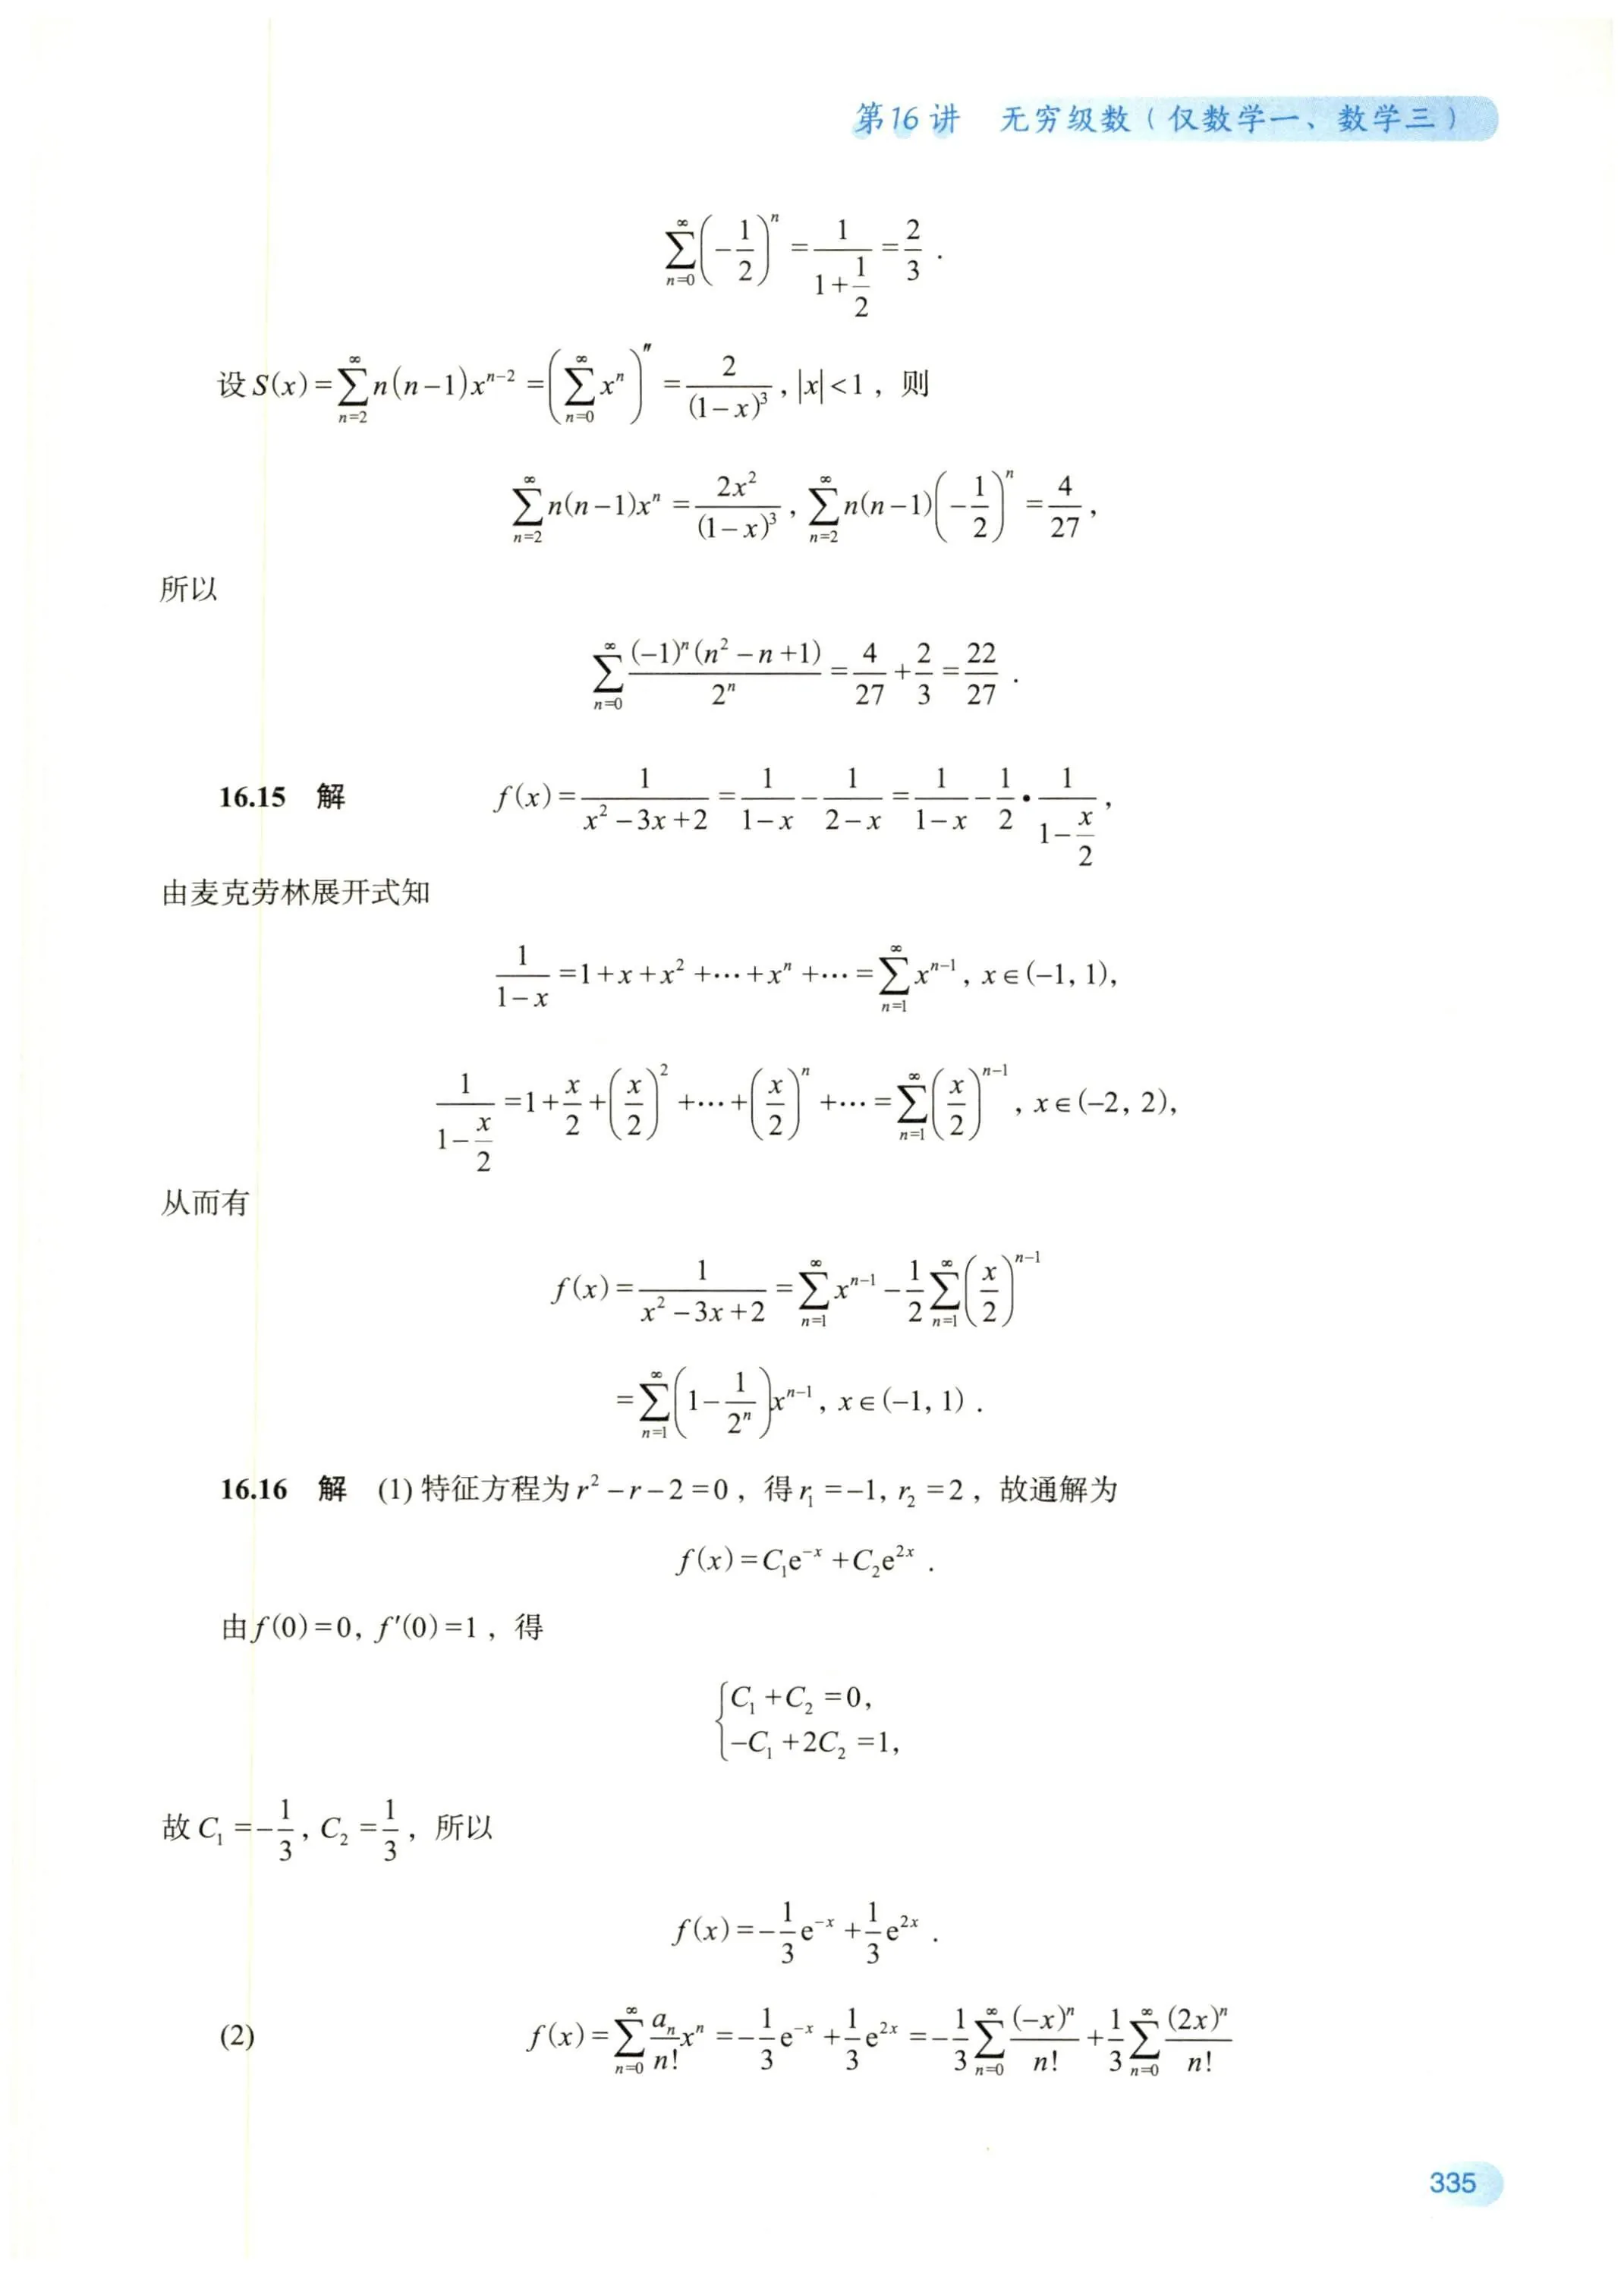 第16讲 无穷级数(仅数学一、数学三)
$\sum_{n=0}^{\infty}\left(-\frac{1}{2}\right)^n=\frac{1}{1+\frac{1}{2}}=\frac{2}{3}$ .
设 $S(x)=\sum_{n=2}^{\infty}n(n-1)x^{n-2}=\left(\sum_{n=0}^{\infty}x^n\right)''=\frac{2}{(1-x)^3}, |x|<1$ ,则
$\sum_{n=2}^{\infty}n(n-1)x^n=\frac{2x^2}{(1-x)^3}, \sum_{n=2}^{\infty}n(n-1)\left(-\frac{1}{2}\right)^n=\frac{4}{27}$ ,
所以
$\sum_{n=0}^{\infty}\frac{(-1)^n(n^2-n+1)}{2^n}=\frac{4}{27}+\frac{2}{3}=\frac{22}{27}$ .
16.15 解 $f(x)=\frac{1}{x^2-3x+2}=\frac{1}{1-x}-\frac{1}{2-x}=\frac{1}{1-x}-\frac{1}{2}\cdot\frac{1}{1-\frac{x}{2}}$ ,
由麦克劳林展开式知
$\frac{1}{1-x}=1+x+x^2+\cdots+x^n+\cdots=\sum_{n=1}^{\infty}x^{n-1}, x\in(-1,1)$ ,
$\frac{1}{1-\frac{x}{2}}=1+\frac{x}{2}+\left(\frac{x}{2}\right)^2+\cdots+\left(\frac{x}{2}\right)^n+\cdots=\sum_{n=1}^{\infty}\left(\frac{x}{2}\right)^{n-1}, x\in(-2,2)$ ,
从而有
$f(x)=\frac{1}{x^2-3x+2}=\sum_{n=1}^{\infty}x^{n-1}-\frac{1}{2}\sum_{n=1}^{\infty}\left(\frac{x}{2}\right)^{n-1}$
$=\sum_{n=1}^{\infty}\left(1-\frac{1}{2^n}\right)x^{n-1}, x\in(-1,1)$ .
16.16 解 (1) 特征方程为 $r^2-r-2=0$ ,得 $r_1=-1, r_2=2$ ,故通解为
$f(x)=C_1e^{-x}+C_2e^{2x}$ .
由 $f(0)=0, f'(0)=1$ ,得
$\begin{cases}C_1+C_2=0,\\-C_1+2C_2=1,\end{cases}$
故 $C_1=-\frac{1}{3}, C_2=\frac{1}{3}$ ,所以
$f(x)=-\frac{1}{3}e^{-x}+\frac{1}{3}e^{2x}$ .
(2) $f(x)=\sum_{n=0}^{\infty}\frac{a_n}{n!}x^n=-\frac{1}{3}e^{-x}+\frac{1}{3}e^{2x}=-\frac{1}{3}\sum_{n=0}^{\infty}\frac{(-x)^n}{n!}+\frac{1}{3}\sum_{n=0}^{\infty}\frac{(2x)^n}{n!}$
335